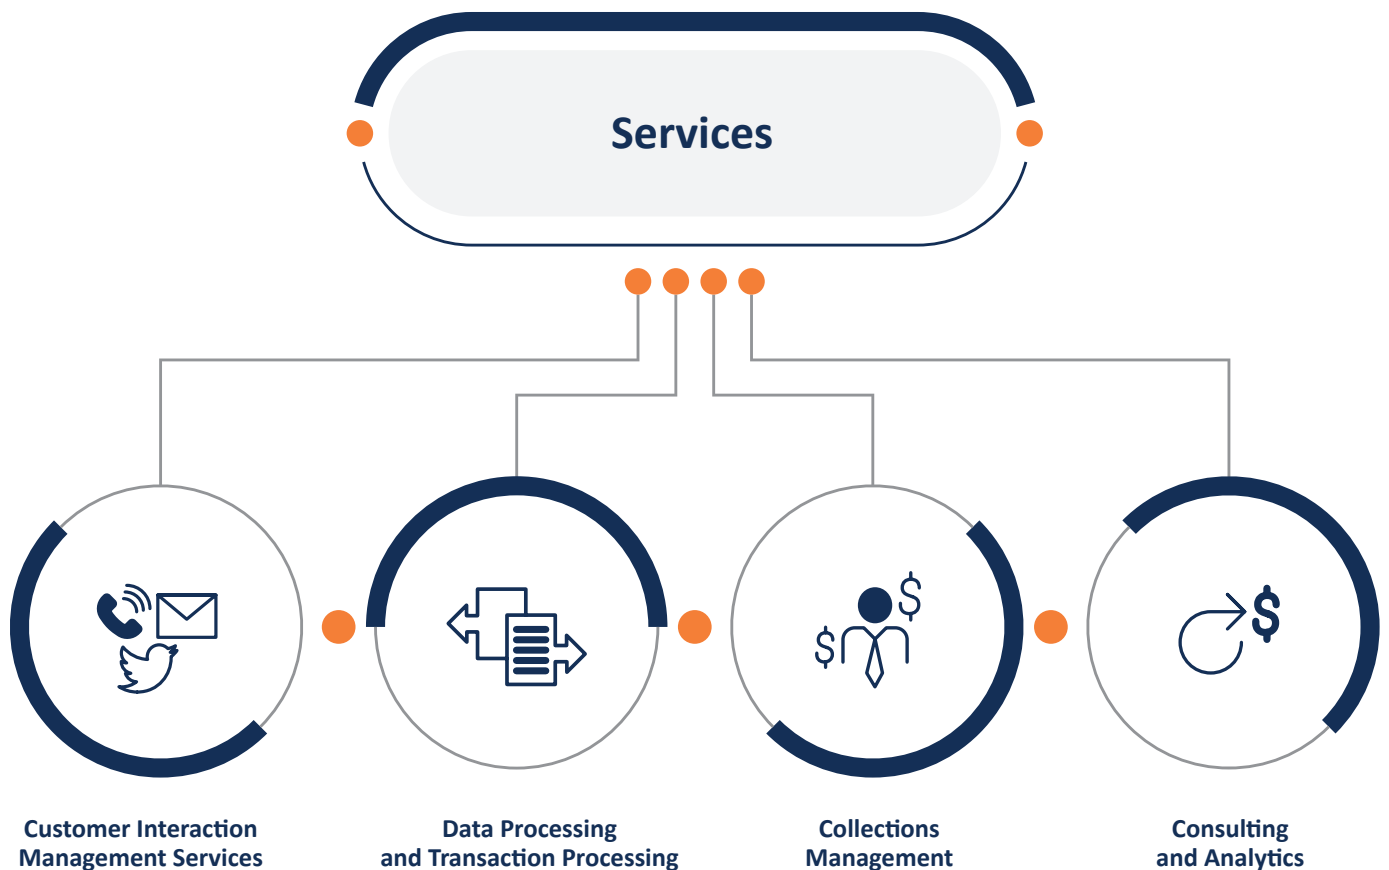 Services
Customer Interaction
Management Services
Data Processing
and Transaction Processing
Collections
Management
Consulting
and Analytics